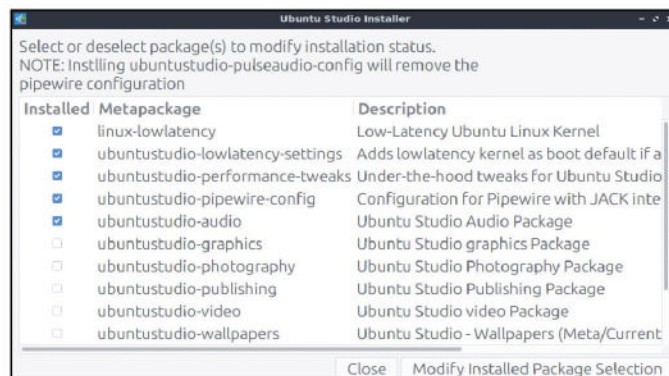 Ubuntu Studio Installer
Select or deselect package(s) to modify installation status.
NOTE: Instlling ubuntustudio-pulseaudio-config will remove the
pipewire configuration
Installed Metapackage Description
linux-lowlatency Low-Latency Ubuntu Linux Kernel
ubuntustudio-lowlatency-settings Adds lowlatency kernel as boot default if a
ubuntustudio-performance-tweaks Under-the-hood tweaks for Ubuntu Studio
ubuntustudio-pipewire-config Configuration for Pipewire with JACK inte
ubuntustudio-audio Ubuntu Studio Audio Package
ubuntustudio-graphics Ubuntu Studio graphics Package
ubuntustudio-photography Ubuntu Studio Photography Package
ubuntustudio-publishing Ubuntu Studio Publishing Package
ubuntustudio-video Ubuntu Studio video Package
ubuntustudio-wallpapers Ubuntu Studio - Wallpapers (Meta/Current
Close Modify Installed Package Selection